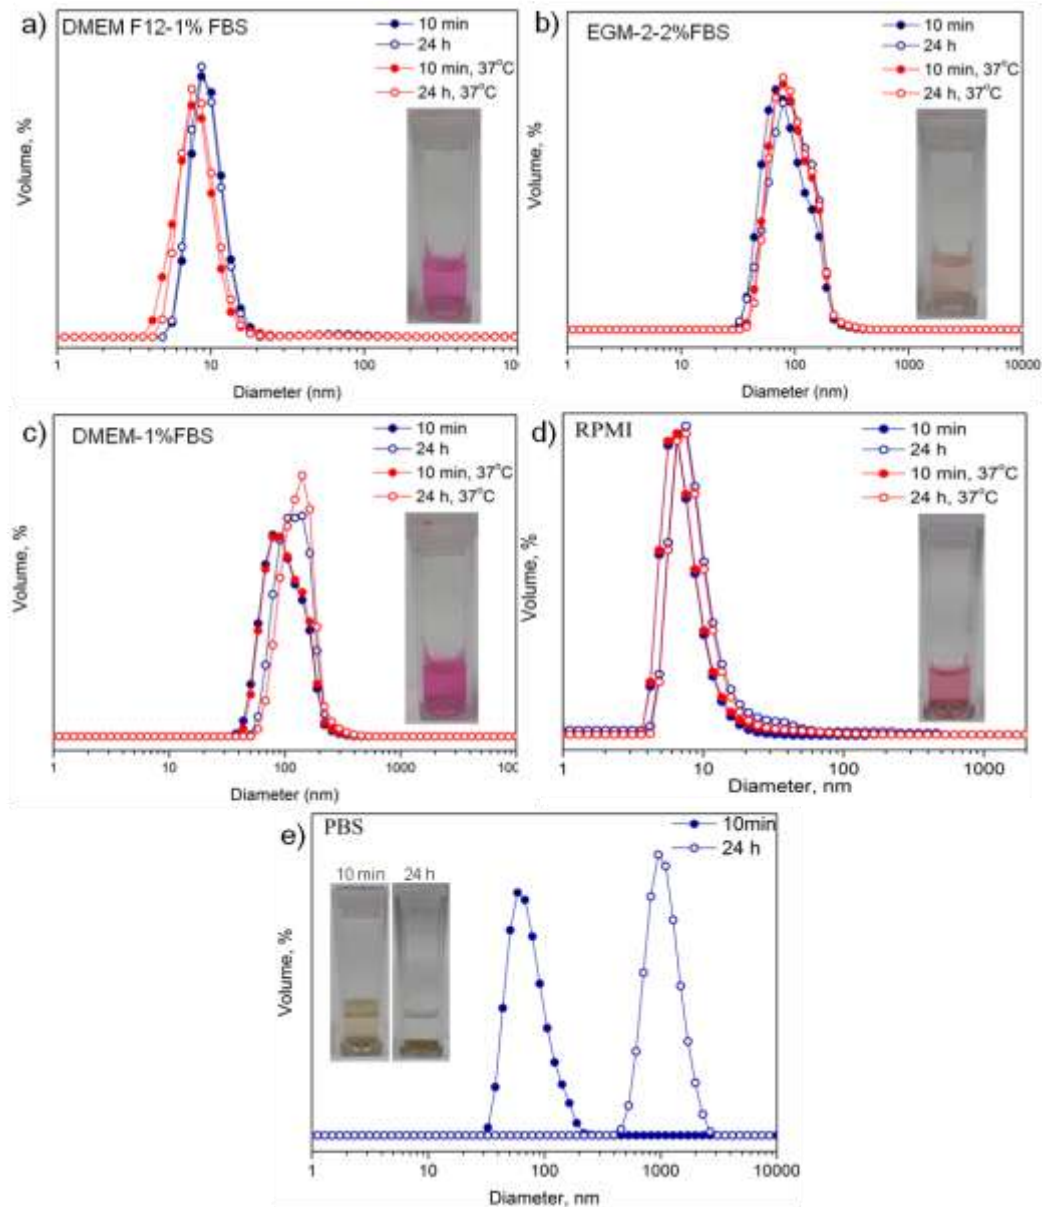 a)
DMEM F12-1% FBS
10 min
24 h
10 min, 37°C
24 h, 37°C
Volume, %
1
10
100
10
Diameter (nm)
b)
EGM-2-2%FBS
10 min
24 h
10 min, 37°C
24 h, 37°C
Volume, %
1
10
100
1000
10000
Diameter (nm)
c)
DMEM-1%FBS
10 min
24 h
10 min, 37°C
24 h, 37°C
Volume, %
1
10
100
1000
100
Diameter (nm)
d)
RPMI
10 min
24 h
10 min, 37°C
24 h, 37°C
Volume, %
1
10
100
1000
Diameter, nm
e)
PBS
10 min
24 h
10min
24 h
Volume, %
1
10
100
1000
10000
Diameter, nm